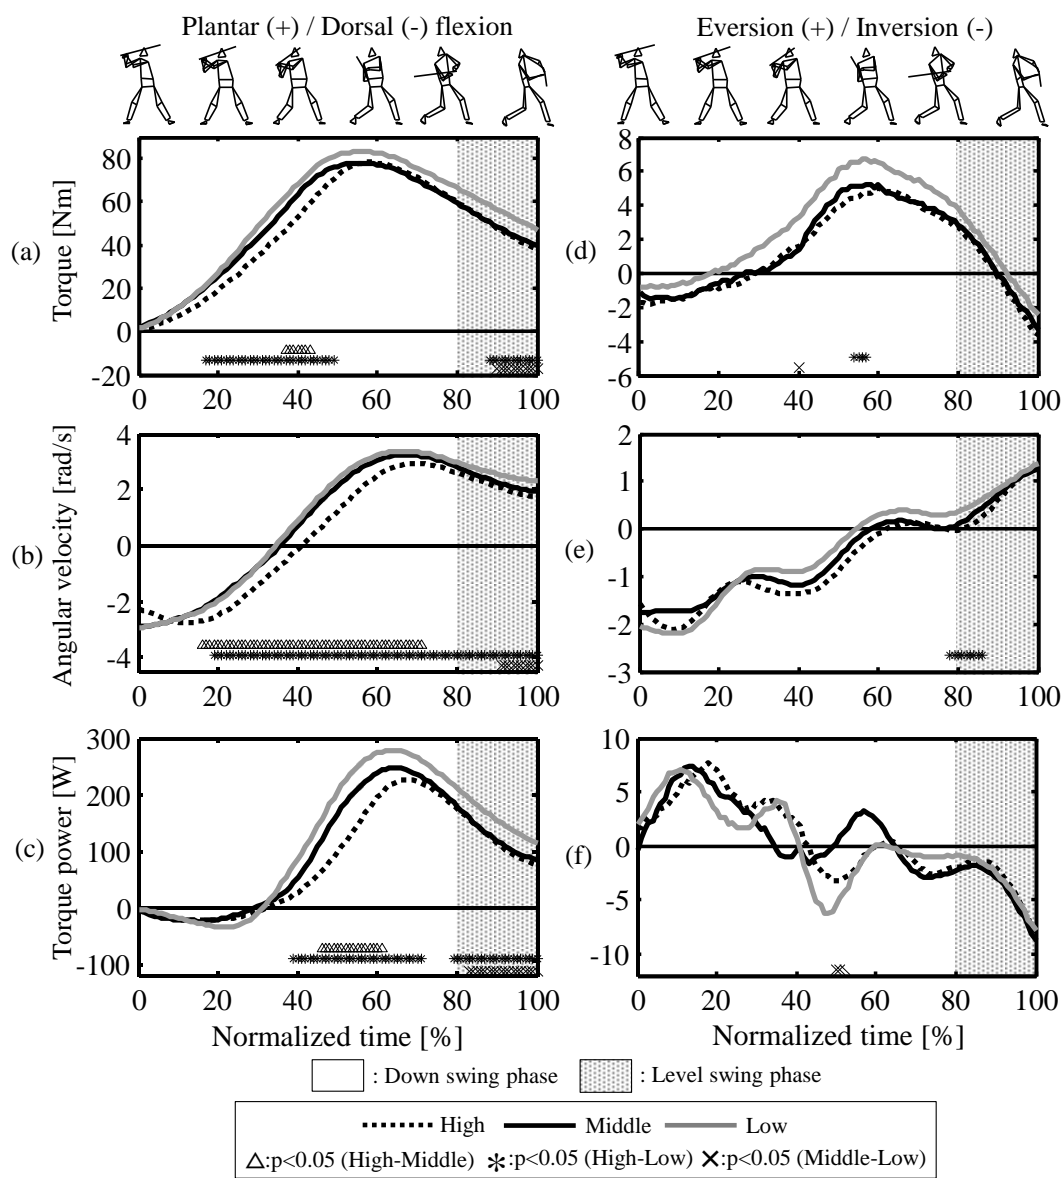 Plantar (+) / Dorsal (-) flexion
Eversion (+) / Inversion (-)
(a)
Torque [Nm]
80
60
40
20
0
-20
0 20 40 60 80 100
(d)
8
6
4
2
0
-2
-4
-6
0 20 40 60 80 100
(b)
Angular velocity [rad/s]
4
2
0
-2
-4
0 20 40 60 80 100
(e)
2
1
0
-1
-2
-3
0 20 40 60 80 100
(c)
Torque power [W]
300
200
100
0
-100
0 20 40 60 80 100
Normalized time [%]
(f)
10
5
0
-5
-10
0 20 40 60 80 100
Normalized time [%]
: Down swing phase
: Level swing phase
High Middle Low
△:p<0.05 (High-Middle) *:p<0.05 (High-Low) ×:p<0.05 (Middle-Low)